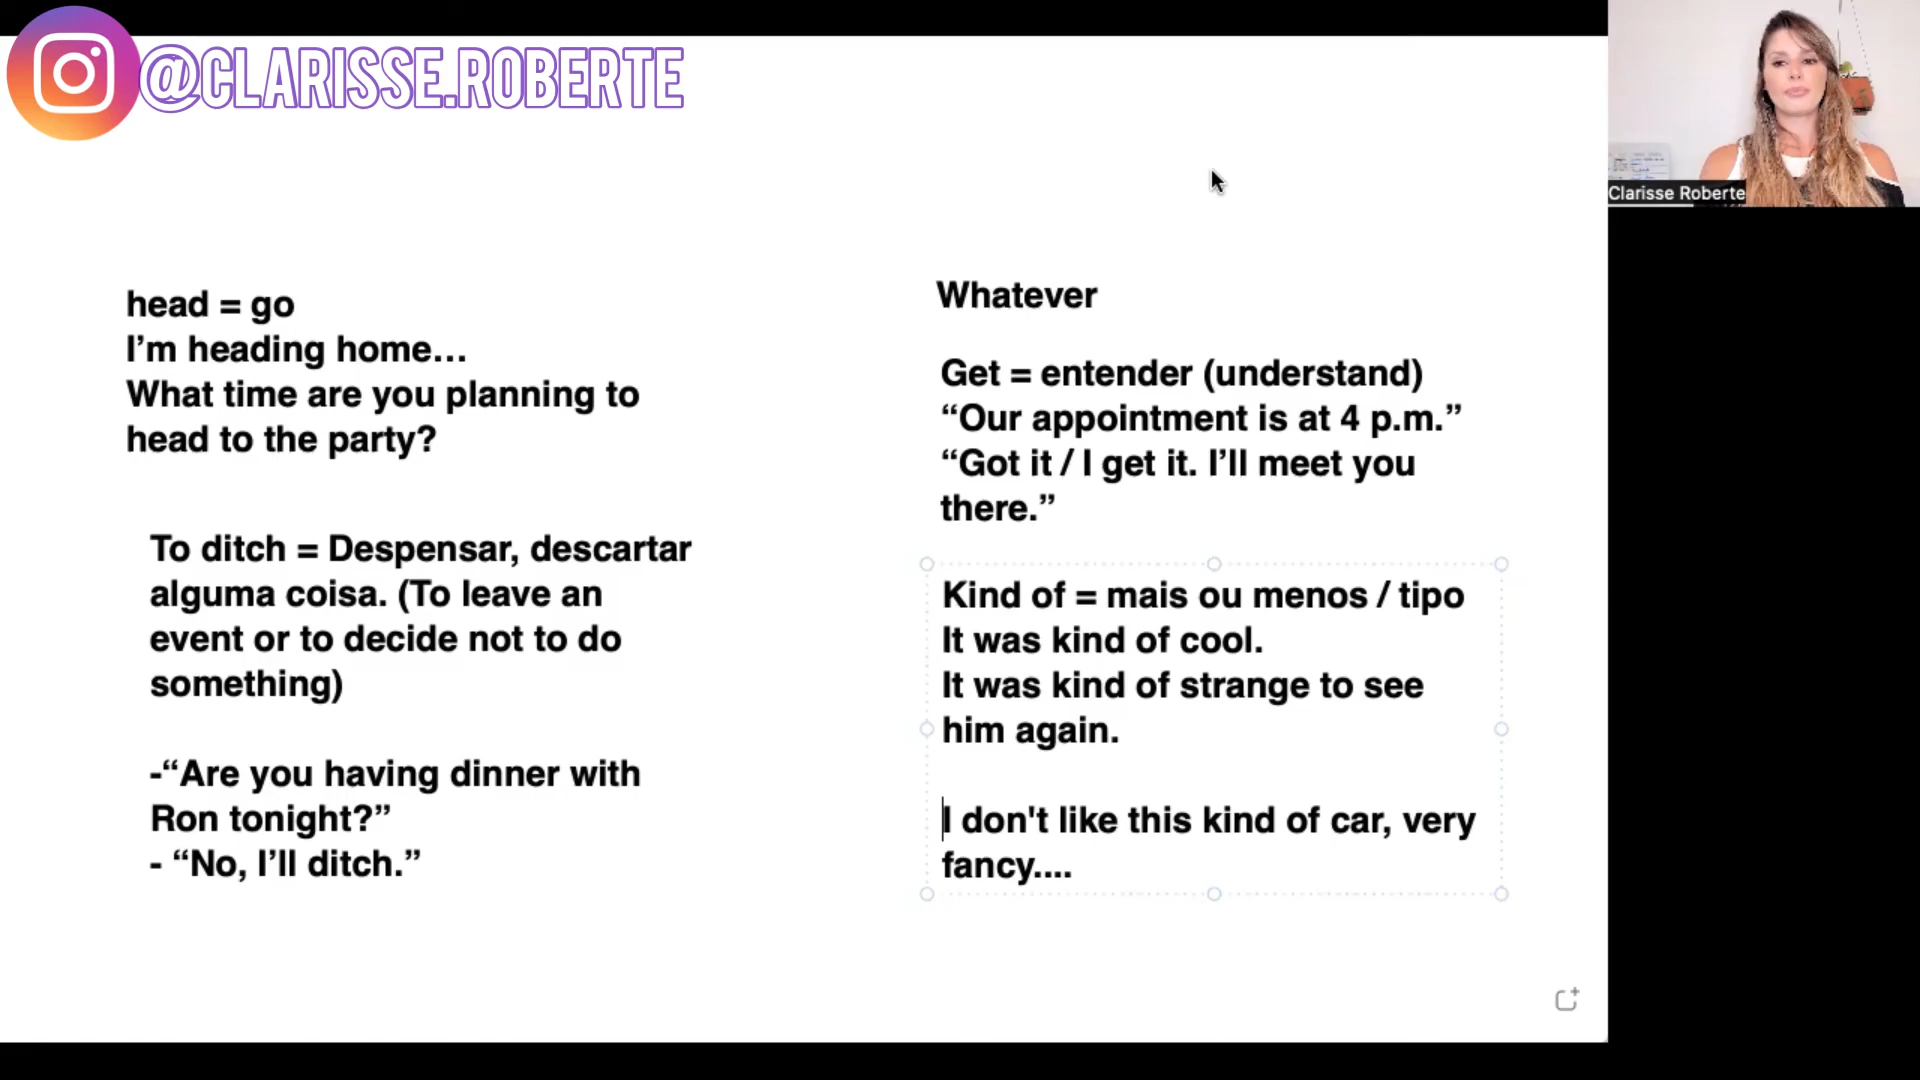 @CLARISSE.ROBERTE
Clarisse Roberte
head = go
I’m heading home…
What time are you planning to
head to the party?
To ditch = Despensar, descartar
alguma coisa. (To leave an
event or to decide not to do
something)
-“Are you having dinner with
Ron tonight?”
- “No, I’ll ditch.”
Whatever
Get = entender (understand)
“Our appointment is at 4 p.m.”
“Got it / I get it. I’ll meet you
there.”
Kind of = mais ou menos / tipo
It was kind of cool.
It was kind of strange to see
him again.
I don't like this kind of car, very
fancy....